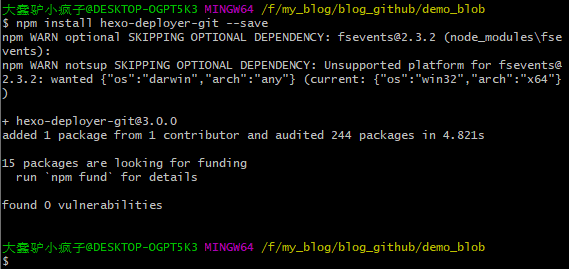 大蠢驴小疯子@DESKTOP-OGPT5K3 MINGW64 /f/my_blog/blog_github/demo_blob
$ npm install hexo-deployer-git --save
npm WARN optional SKIPPING OPTIONAL DEPENDENCY: fsevents@2.3.2 (node_modules\fse
vents):
npm WARN notsup SKIPPING OPTIONAL DEPENDENCY: Unsupported platform for fsevents@
2.3.2: wanted {"os":"darwin","arch":"any"} (current: {"os":"win32","arch":"x64"}
)
+ hexo-deployer-git@3.0.0
added 1 package from 1 contributor and audited 244 packages in 4.821s
15 packages are looking for funding
  run `npm fund` for details
found 0 vulnerabilities
大蠢驴小疯子@DESKTOP-OGPT5K3 MINGW64 /f/my_blog/blog_github/demo_blob
$